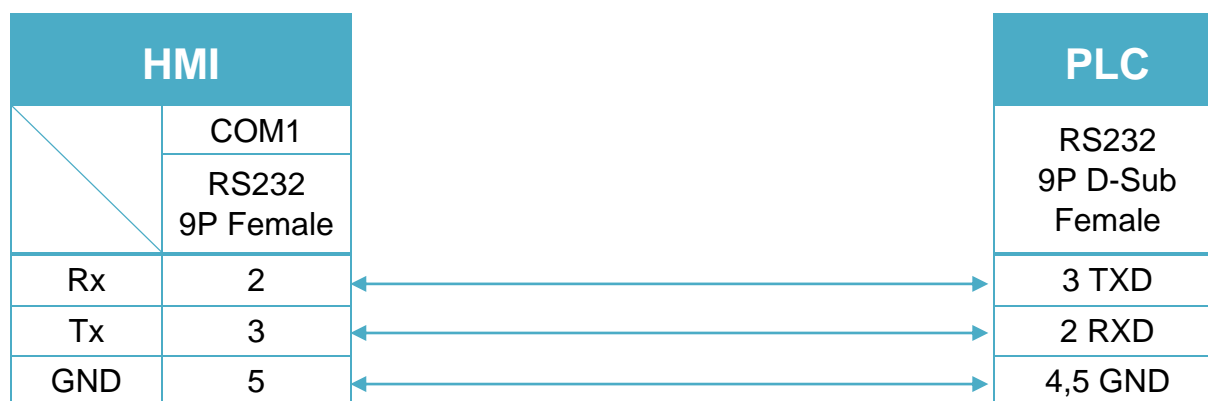 HMI
PLC
COM1
RS232
9P Female
RS232
9P D-Sub
Female
Rx 2 3 TXD
Tx 3 2 RXD
GND 5 4,5 GND